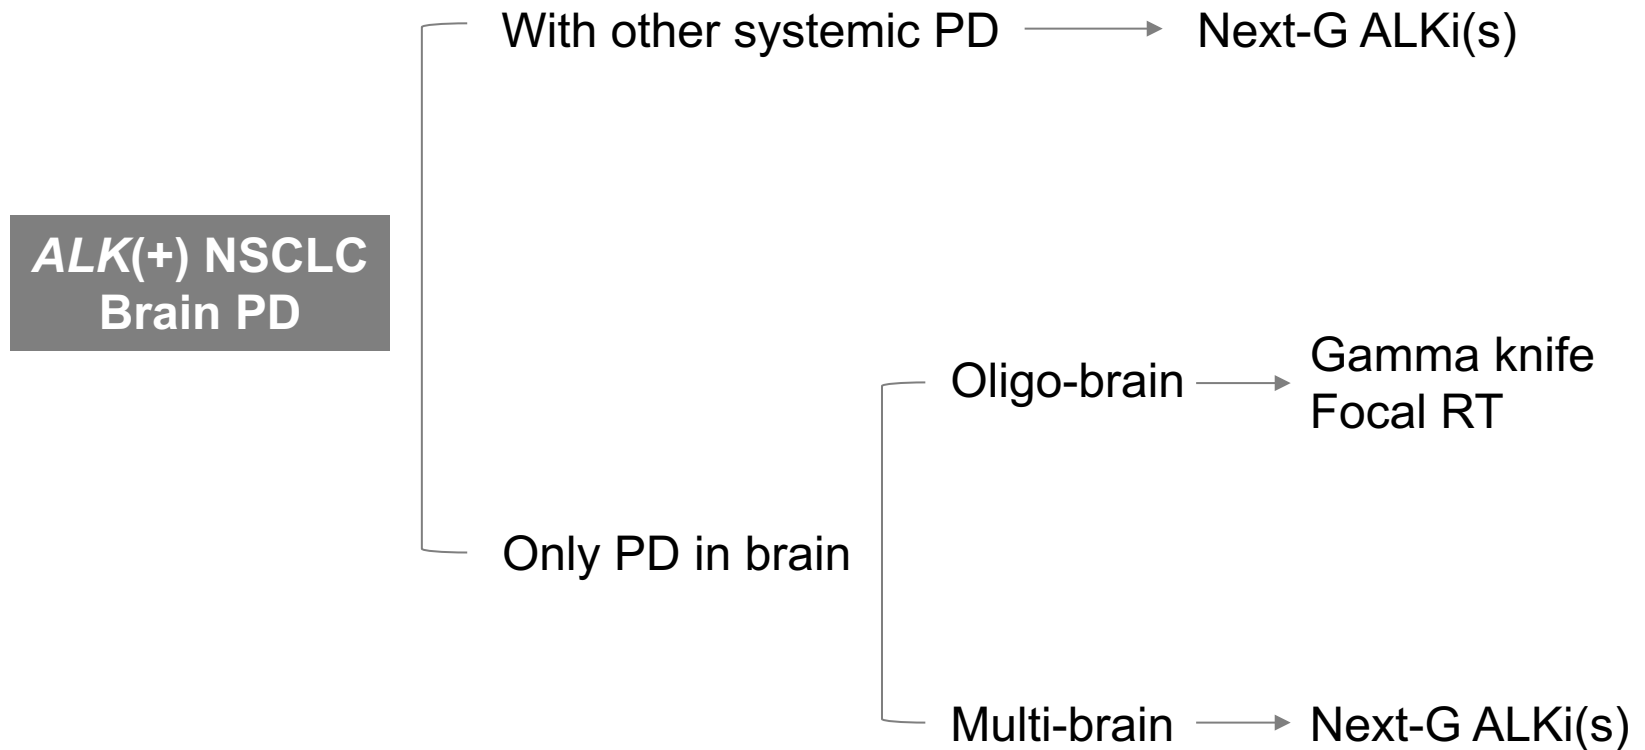 With other systemic PD
Next-G ALKi(s)
ALK(+) NSCLC
Brain PD
Only PD in brain
Oligo-brain
Gamma knife
Focal RT
Multi-brain
Next-G ALKi(s)